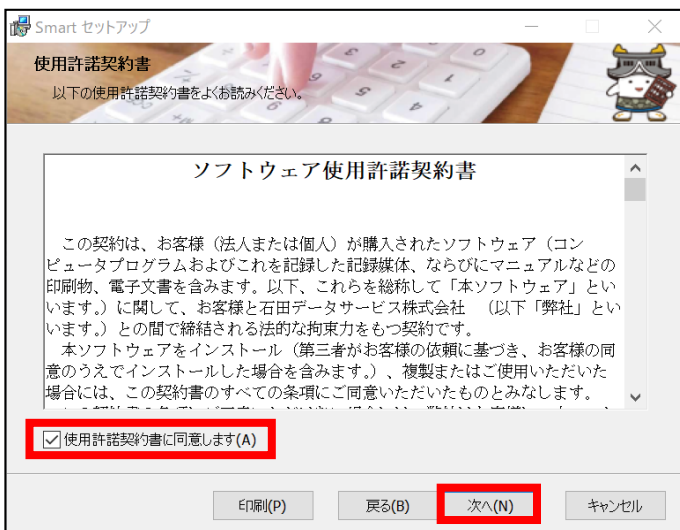 Smart セットアップ
使用許諾契約書
以下の使用許諾契約書をよくお読みください。
ソフトウェア使用許諾契約書
この契約は、お客様（法人または個人）が購入されたソフトウェア（コン
ピュータプログラムおよびこれを記録した記録媒体、ならびにマニュアルなどの
印刷物、電子文書を含みます。以下、これらを総称して「本ソフトウェア」とい
います。）に関して、お客様と石田データサービス株式会社　（以下「弊社」とい
います。）との間で締結される法的な拘束力をもつ契約です。
本ソフトウェアをインストール（第三者がお客様の依頼に基づき、お客様の同
意のうえでインストールした場合を含みます。）、複製またはご使用いただいた
場合には、この契約書のすべての条項にご同意いただいたものとみなします。
使用許諾契約書に同意します(A)
印刷(P)
戻る(B)
次へ(N)
キャンセル